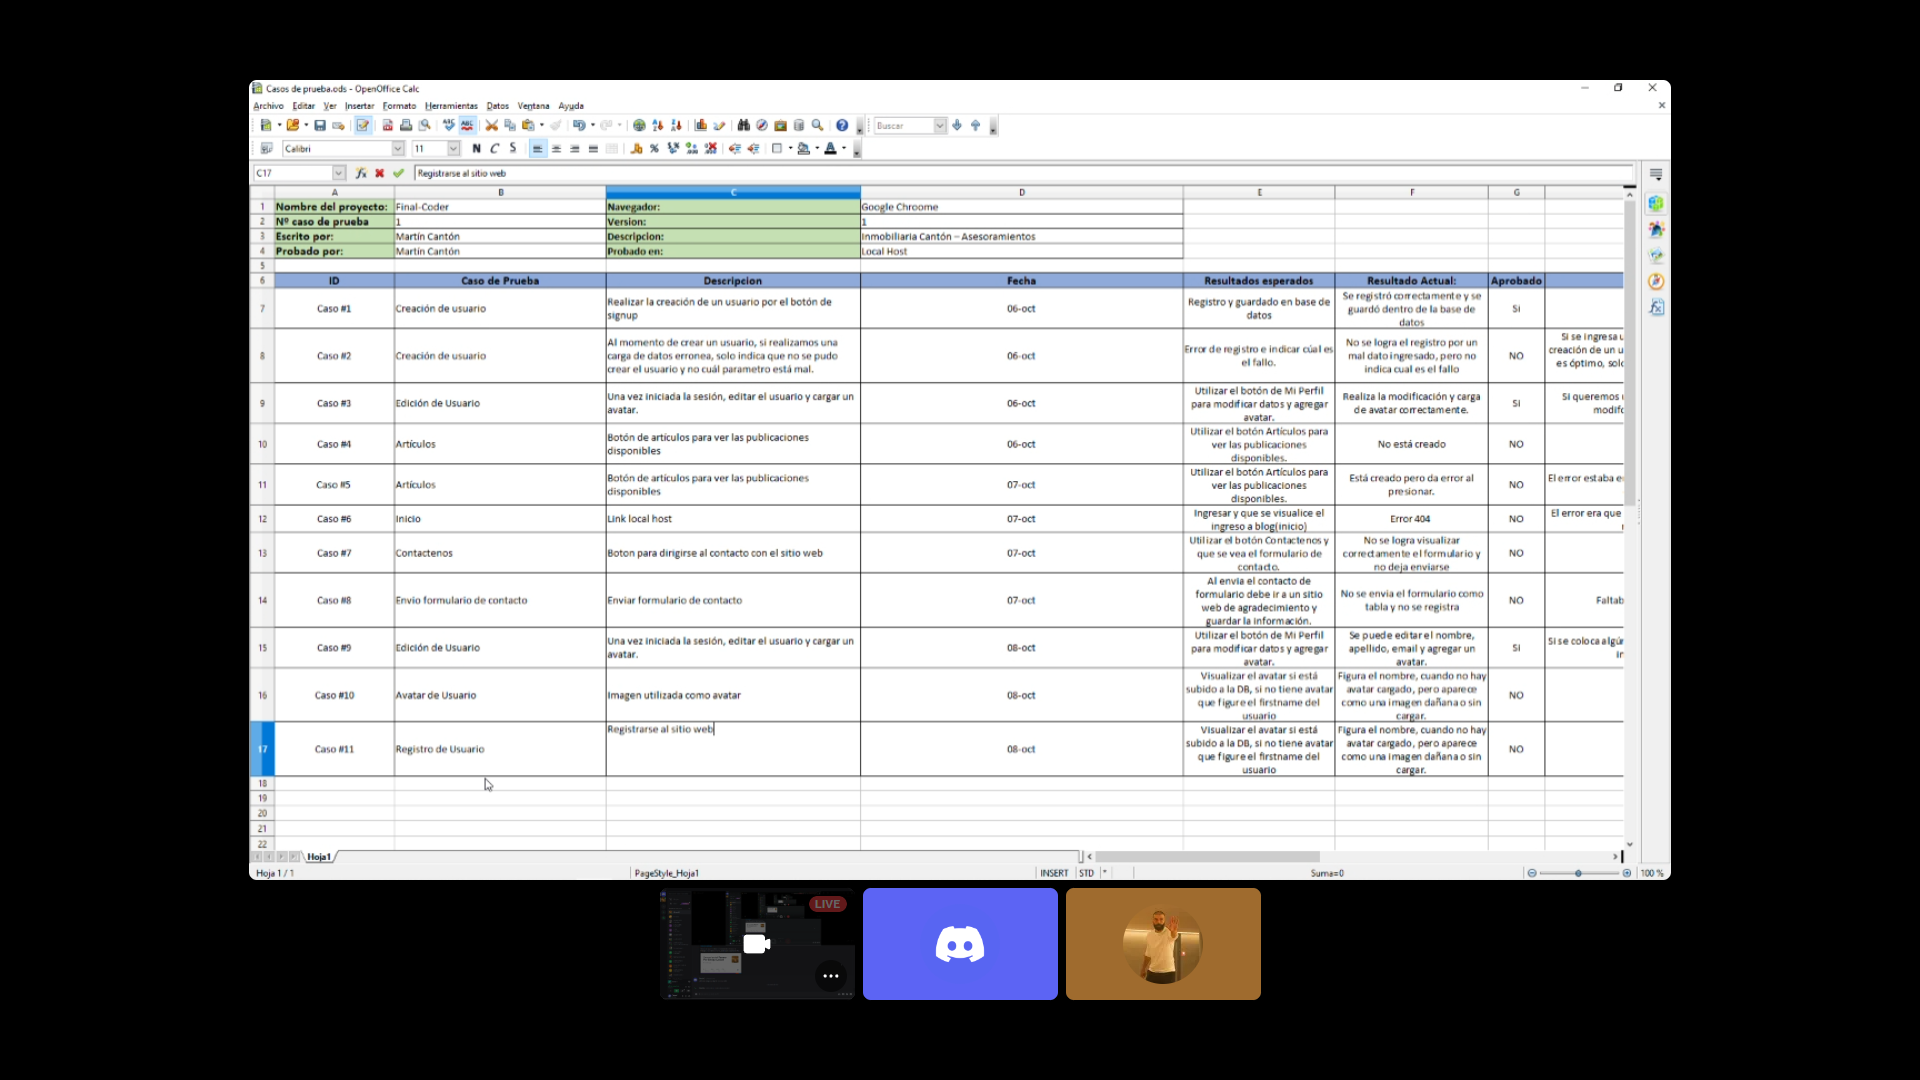 Casos de prueba.ods - OpenOffice Calc
Archivo Editar Ver Insertar Formato Herramientas Datos Ventana Ayuda
Buscar
Calibri 11 N C S
C17 Registrarse al sitio web
A B C D E F G
1 Nombre del proyecto: Final-Coder Navegador: Google Chroome
2 Nº caso de prueba 1 Version: 1
3 Escrito por: Martín Cantón Descripcion: Inmobiliaria Cantón – Asesoramientos
4 Probado por: Martín Cantón Probado en: Local Host
5
6 ID Caso de Prueba Descripcion Fecha Resultados esperados Resultado Actual: Aprobado
7 Caso #1 Creación de usuario Realizar la creación de un usuario por el botón de signup 06-oct Registro y guardado en base de datos Se registró correctamente y se guardó dentro de la base de datos Si
8 Caso #2 Creación de usuario Al momento de crear un usuario, si realizamos una carga de datos erronea, solo indica que no se pudo crear el usuario y no cuál parametro está mal. 06-oct Error de registro e indicar cúal es el fallo. No se logra el registro por un mal dato ingresado, pero no indica cual es el fallo NO Si se ingresa creación de un u es óptimo, solo
9 Caso #3 Edición de Usuario Una vez iniciada la sesión, editar el usuario y cargar un avatar. 06-oct Utilizar el botón de Mi Perfil para modificar datos y agregar avatar. Realiza la modificación y carga de avatar correctamente. Si Si queremos modifc
10 Caso #4 Artículos Botón de artículos para ver las publicaciones disponibles 06-oct Utilizar el botón Artículos para ver las publicaciones disponibles. No está creado NO
11 Caso #5 Artículos Botón de artículos para ver las publicaciones disponibles 07-oct Utilizar el botón Artículos para ver las publicaciones disponibles. Está creado pero da error al presionar. NO El error estaba e
12 Caso #6 Inicio Link local host 07-oct Ingresar y que se visualice el ingreso a blog(inicio) Error 404 NO El error era que
13 Caso #7 Contactenos Boton para dirigirse al contacto con el sitio web 07-oct Utilizar el botón Contactenos y que se vea el formulario de contacto. No se logra visualizar correctamente el formulario y no deja enviarse NO
14 Caso #8 Envio formulario de contacto Enviar formulario de contacto 07-oct Al envia el contacto de formulario debe ir a un sitio web de agradecimiento y guardar la información. No se envia el formulario como tabla y no se registra NO Faltab
15 Caso #9 Edición de Usuario Una vez iniciada la sesión, editar el usuario y cargar un avatar. 08-oct Utilizar el botón de Mi Perfil para modificar datos y agregar avatar. Se puede editar el nombre, apellido, email y agregar un avatar. Si Si se coloca algún in
16 Caso #10 Avatar de Usuario Imagen utilizada como avatar 08-oct Visualizar el avatar si está subido a la DB, si no tiene avatar que figure el firstname del usuario Figura el nombre, cuando no hay avatar cargado, pero aparece como una imagen dañana o sin cargar. NO
17 Caso #11 Registro de Usuario Registrarse al sitio web 08-oct Visualizar el avatar si está subido a la DB, si no tiene avatar que figure el firstname del usuario Figura el nombre, cuando no hay avatar cargado, pero aparece como una imagen dañana o sin cargar. NO
18
19
20
21
22
Hoja1
Hoja 1 / 1 PageStyle_Hoja1 INSERT STD * Suma=0 100 %
LIVE